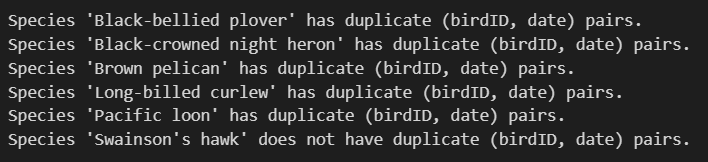 Species 'Black-bellied plover' has duplicate (birdID, date) pairs.
Species 'Black-crowned night heron' has duplicate (birdID, date) pairs.
Species 'Brown pelican' has duplicate (birdID, date) pairs.
Species 'Long-billed curlew' has duplicate (birdID, date) pairs.
Species 'Pacific loon' has duplicate (birdID, date) pairs.
Species 'Swainson's hawk' does not have duplicate (birdID, date) pairs.